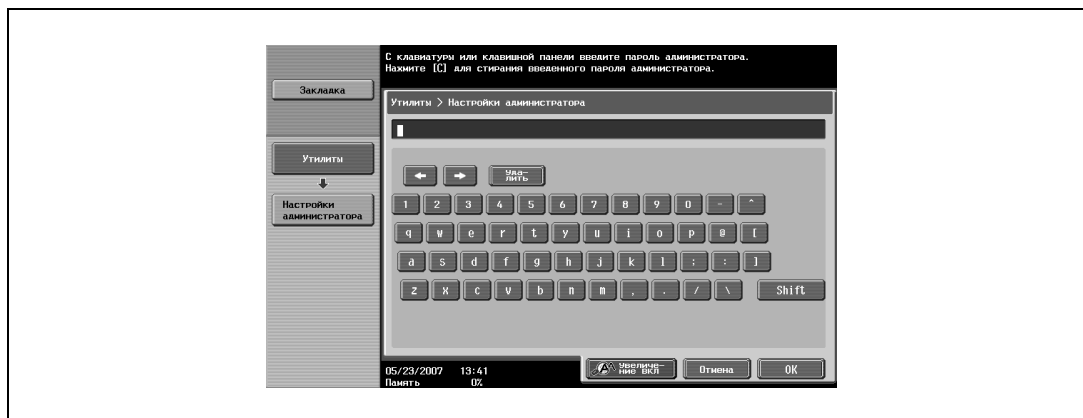 С клавиатуры или клавишной панели введите пароль администратора.
Нажмите [C] для стирания введенного пароля администратора.
Закладка
Утилиты > Настройки администратора
Утилиты
Настройки
администратора
Уда-
лить
1 2 3 4 5 6 7 8 9 0 - ^
q w e r t y u i o p @ [
a s d f g h j k l ; : ]
z x c v b n m , . / \ Shift
05/23/2007 13:41
Память 0%
Увеличе-
ние ВКЛ
Отмена
OK